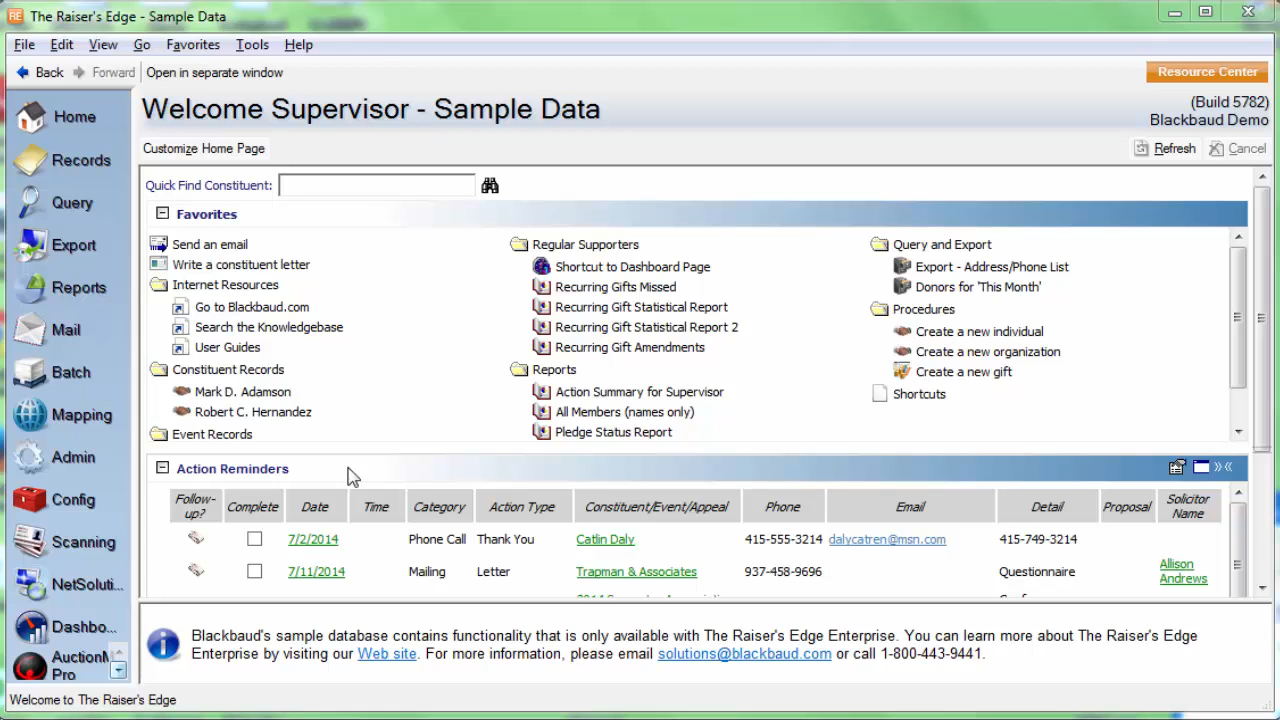 RE The Raiser's Edge - Sample Data
File Edit View Go Favorites Tools Help
Back Forward Open in separate window Resource Center
Welcome Supervisor - Sample Data
(Build 5782)
Blackbaud Demo
Customize Home Page Refresh Cancel
Home
Records
Query
Export
Reports
Mail
Batch
Mapping
Admin
Config
Scanning
NetSoluti...
Dashbo...
Pro
Quick Find Constituent:
Favorites
Send an email
Write a constituent letter
Internet Resources
Go to Blackbaud.com
Search the Knowledgebase
User Guides
Constituent Records
Mark D. Adamson
Robert C. Hernandez
Event Records
Regular Supporters
Shortcut to Dashboard Page
Recurring Gifts Missed
Recurring Gift Statistical Report
Recurring Gift Statistical Report 2
Recurring Gift Amendments
Reports
Action Summary for Supervisor
All Members (names only)
Pledge Status Report
Query and Export
Export - Address/Phone List
Donors for 'This Month'
Procedures
Create a new individual
Create a new organization
Create a new gift
Shortcuts
Action Reminders
Follow-up? Complete Date Time Category Action Type Constituent/Event/Appeal Phone Email Detail Proposal Solicitor Name
7/2/2014 Phone Call Thank You Catlin Daly 415-555-3214 dalycatren@msn.com 415-749-3214
7/11/2014 Mailing Letter Trapman & Associates 937-458-9696 Questionnaire Allison Andrews
Blackbaud's sample database contains functionality that is only available with The Raiser's Edge Enterprise. You can learn more about The Raiser's Edge
Enterprise by visiting our Web site. For more information, please email solutions@blackbaud.com or call 1-800-443-9441.
Welcome to The Raiser's Edge